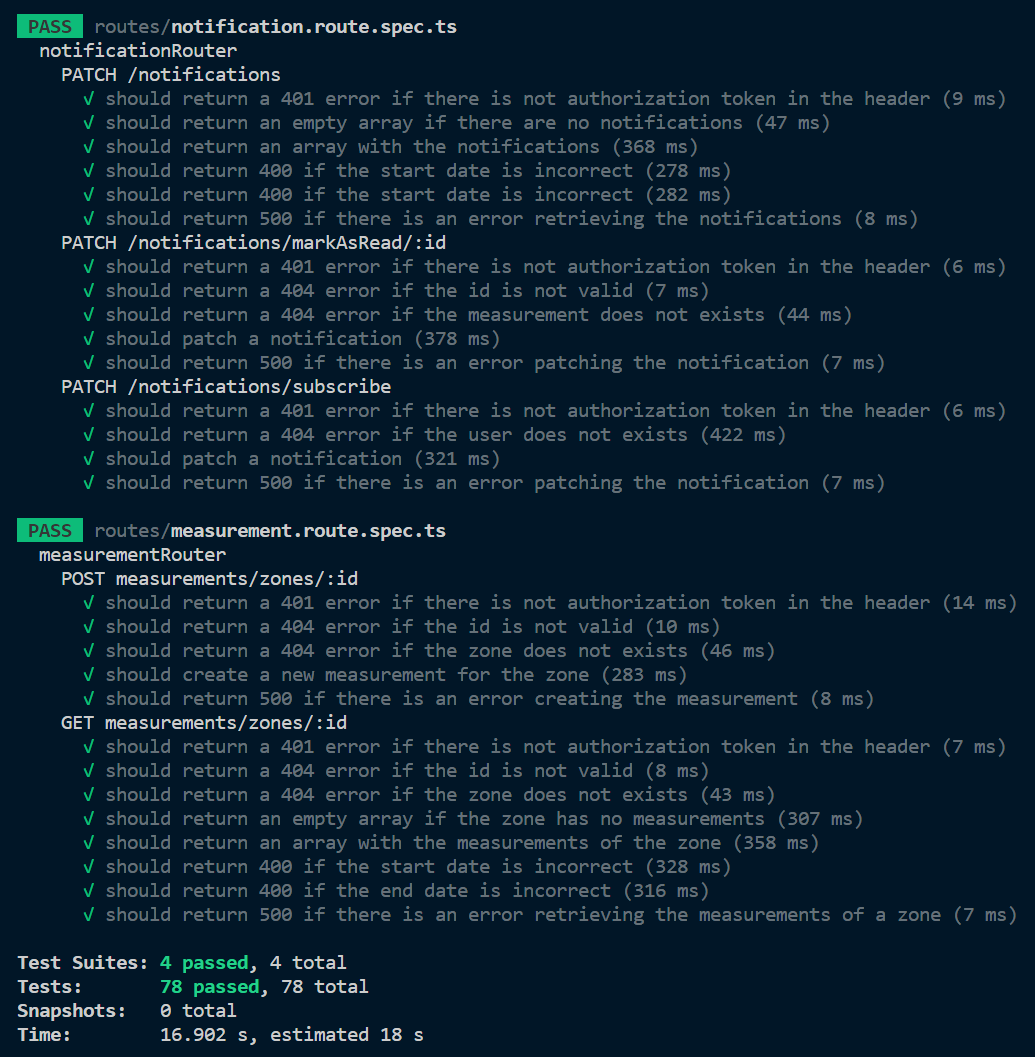 PASS routes/notification.route.spec.ts
notificationRouter
PATCH /notifications
√ should return a 401 error if there is not authorization token in the header (9 ms)
√ should return an empty array if there are no notifications (47 ms)
√ should return an array with the notifications (368 ms)
√ should return 400 if the start date is incorrect (278 ms)
√ should return 400 if the start date is incorrect (282 ms)
√ should return 500 if there is an error retrieving the notifications (8 ms)
PATCH /notifications/markAsRead/:id
√ should return a 401 error if there is not authorization token in the header (6 ms)
√ should return a 404 error if the id is not valid (7 ms)
√ should return a 404 error if the measurement does not exists (44 ms)
√ should patch a notification (378 ms)
√ should return 500 if there is an error patching the notification (7 ms)
PATCH /notifications/subscribe
√ should return a 401 error if there is not authorization token in the header (6 ms)
√ should return a 404 error if the user does not exists (422 ms)
√ should patch a notification (321 ms)
√ should return 500 if there is an error patching the notification (7 ms)
PASS routes/measurement.route.spec.ts
measurementRouter
POST measurements/zones/:id
√ should return a 401 error if there is not authorization token in the header (14 ms)
√ should return a 404 error if the id is not valid (10 ms)
√ should return a 404 error if the zone does not exists (46 ms)
√ should create a new measurement for the zone (283 ms)
√ should return 500 if there is an error creating the measurement (8 ms)
GET measurements/zones/:id
√ should return a 401 error if there is not authorization token in the header (7 ms)
√ should return a 404 error if the id is not valid (8 ms)
√ should return a 404 error if the zone does not exists (43 ms)
√ should return an empty array if the zone has no measurements (307 ms)
√ should return an array with the measurements of the zone (358 ms)
√ should return 400 if the start date is incorrect (328 ms)
√ should return 400 if the end date is incorrect (316 ms)
√ should return 500 if there is an error retrieving the measurements of a zone (7 ms)
Test Suites: 4 passed, 4 total
Tests: 78 passed, 78 total
Snapshots: 0 total
Time: 16.902 s, estimated 18 s